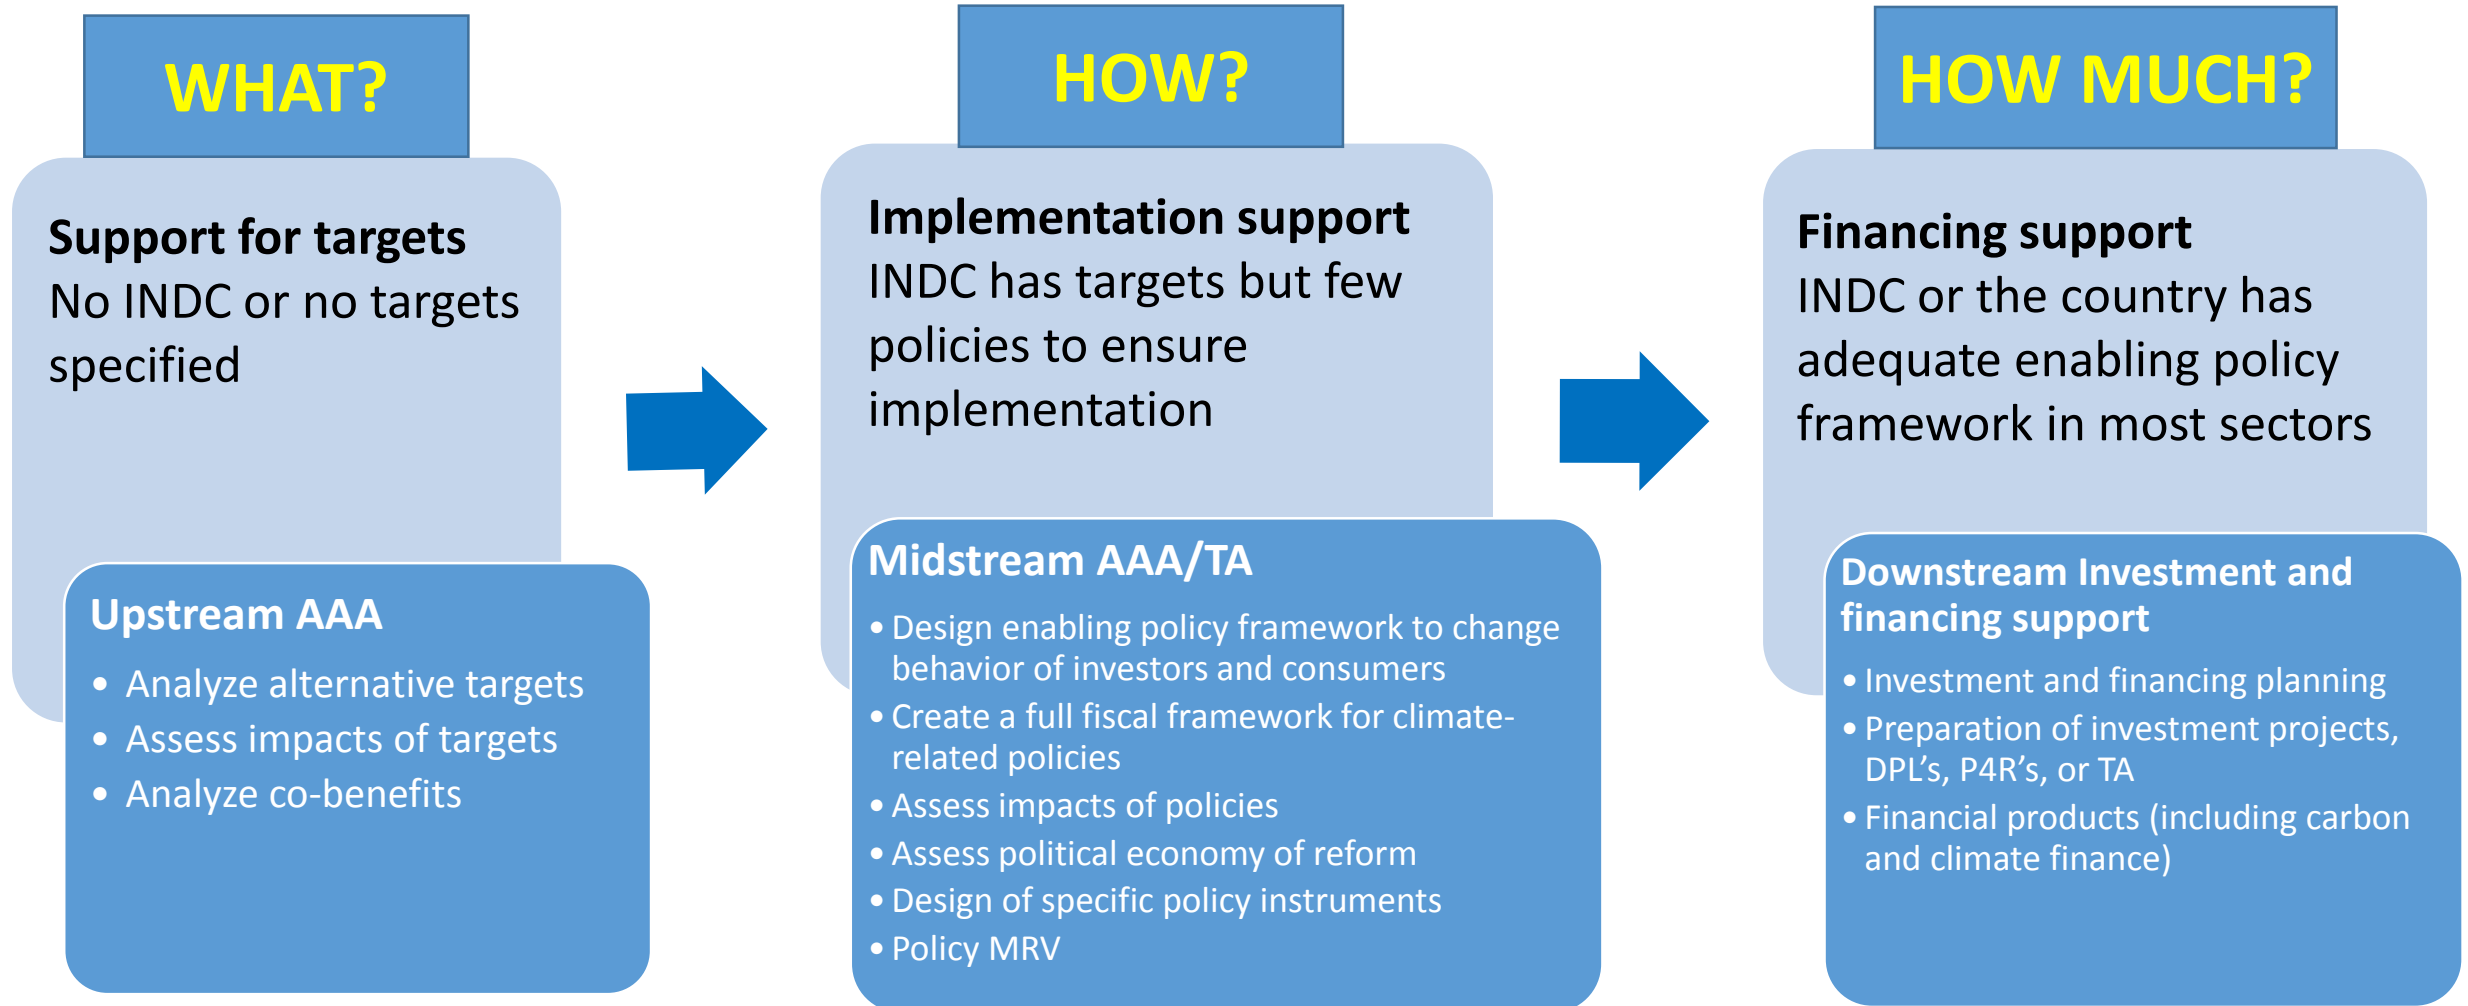 WHAT?
Support for targets
No INDC or no targets
specified
Upstream AAA
• Analyze alternative targets
• Assess impacts of targets
• Analyze co-benefits
HOW?
Implementation support
INDC has targets but few
policies to ensure
implementation
Midstream AAA/TA
• Design enabling policy framework to change
behavior of investors and consumers
• Create a full fiscal framework for climate-
related policies
• Assess impacts of policies
• Assess political economy of reform
• Design of specific policy instruments
• Policy MRV
HOW MUCH?
Financing support
INDC or the country has
adequate enabling policy
framework in most sectors
Downstream Investment and
financing support
• Investment and financing planning
• Preparation of investment projects,
DPL’s, P4R’s, or TA
• Financial products (including carbon
and climate finance)